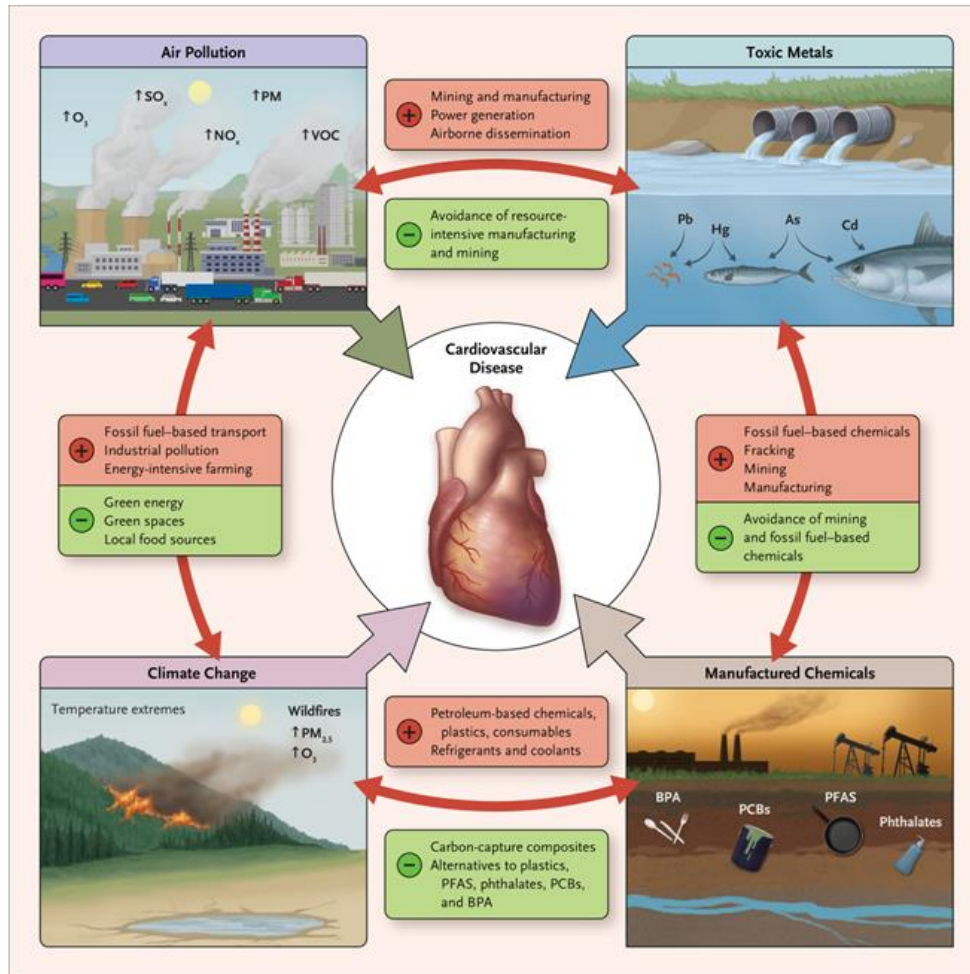 Air Pollution
↑O₃
↑SOₓ
↑NOₓ
↑PM
↑VOC
+
Mining and manufacturing
Power generation
Airborne dissemination
−
Avoidance of resource-
intensive manufacturing
and mining
Toxic Metals
Pb
Hg
As
Cd
Cardiovascular
Disease
+
Fossil fuel–based transport
Industrial pollution
Energy-intensive farming
−
Green energy
Green spaces
Local food sources
+
Fossil fuel–based chemicals
Fracking
Mining
Manufacturing
−
Avoidance of mining
and fossil fuel–based
chemicals
Climate Change
Temperature extremes
Wildfires
↑PM₂.₅
↑O₃
+
Petroleum-based chemicals,
plastics, consumables
Refrigerants and coolants
−
Carbon-capture composites
Alternatives to plastics,
PFAS, phthalates, PCBs,
and BPA
Manufactured Chemicals
BPA
PCBs
PFAS
Phthalates